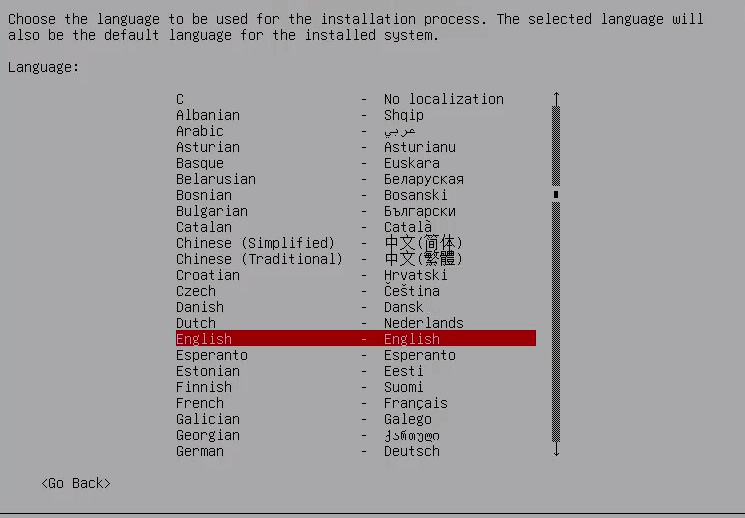 Choose the language to be used for the installation process. The selected language will
also be the default language for the installed system.
Language:
C - No localization
Albanian - Shqip
Arabic - عربي
Asturian - Asturianu
Basque - Euskara
Belarusian - Беларуская
Bosnian - Bosanski
Bulgarian - Български
Catalan - Català
Chinese (Simplified) - 中文(简体)
Chinese (Traditional) - 中文(繁體)
Croatian - Hrvatski
Czech - Čeština
Danish - Dansk
Dutch - Nederlands
English - English
Esperanto - Esperanto
Estonian - Eesti
Finnish - Suomi
French - Français
Galician - Galego
Georgian - ქართული
German - Deutsch
<Go Back>